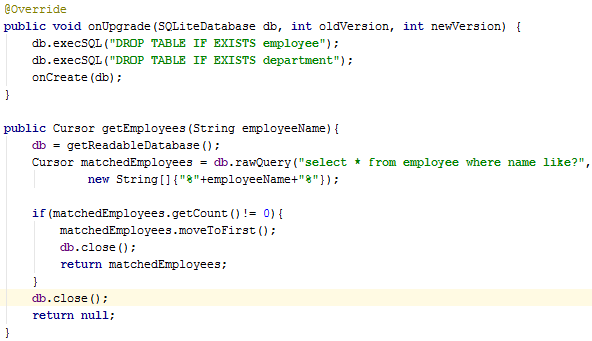 @Override
public void onUpgrade(SQLiteDatabase db, int oldVersion, int newVersion) {
    db.execSQL("DROP TABLE IF EXISTS employee");
    db.execSQL("DROP TABLE IF EXISTS department");
    onCreate(db);
}

public Cursor getEmployees(String employeeName){
    db = getReadableDatabase();
    Cursor matchedEmployees = db.rawQuery("select * from employee where name like?",
            new String[]{"%"+employeeName+"%"});

    if(matchedEmployees.getCount()!= 0){
        matchedEmployees.moveToFirst();
        db.close();
        return matchedEmployees;
    }
    db.close();
    return null;
}